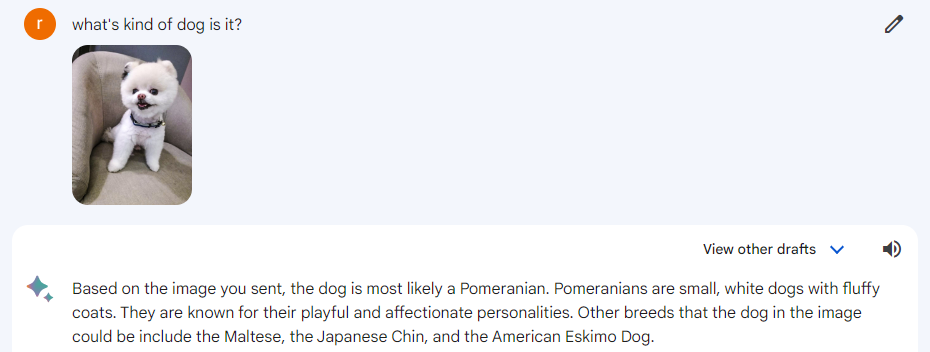 r
what's kind of dog is it?
View other drafts
Based on the image you sent, the dog is most likely a Pomeranian. Pomeranians are small, white dogs with fluffy
coats. They are known for their playful and affectionate personalities. Other breeds that the dog in the image
could be include the Maltese, the Japanese Chin, and the American Eskimo Dog.